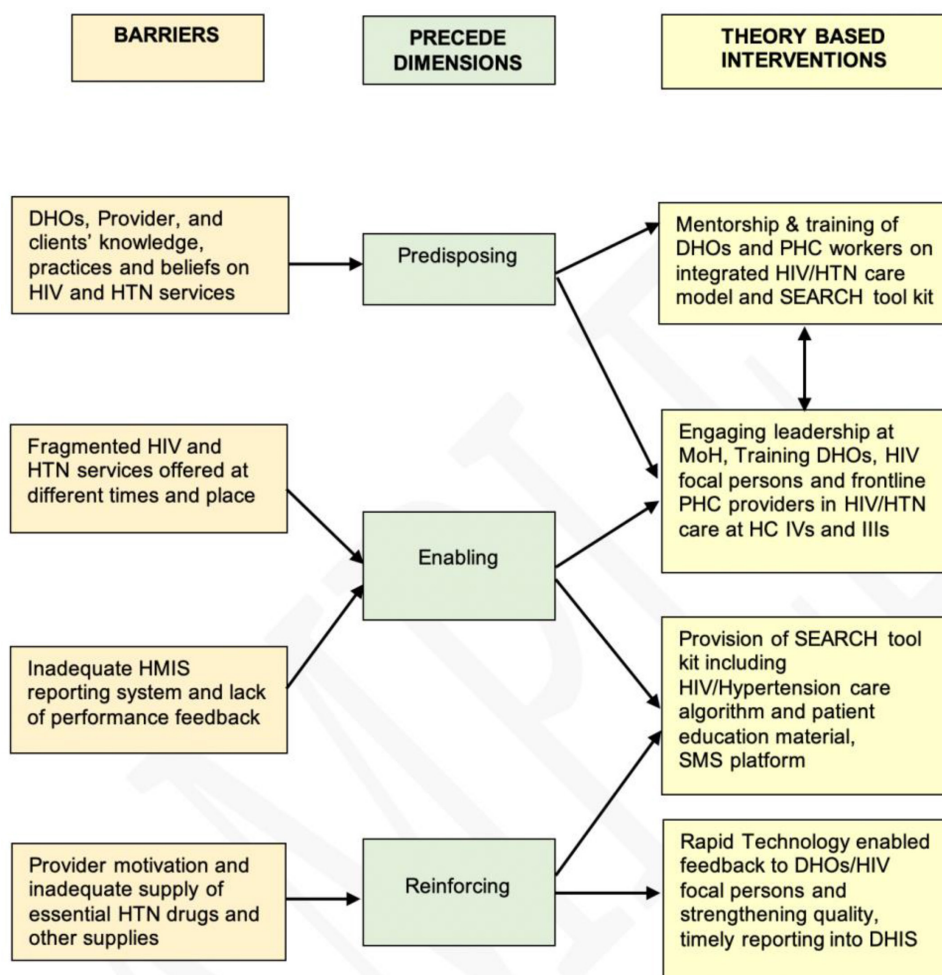 BARRIERS
PRECEDE
DIMENSIONS
THEORY BASED
INTERVENTIONS
DHOs, Provider, and
clients’ knowledge,
practices and beliefs on
HIV and HTN services
Predisposing
Mentorship & training of
DHOs and PHC workers on
integrated HIV/HTN care
model and SEARCH tool kit
Fragmented HIV and
HTN services offered at
different times and place
Engaging leadership at
MoH, Training DHOs, HIV
focal persons and frontline
PHC providers in HIV/HTN
care at HC IVs and IIIs
Enabling
Inadequate HMIS
reporting system and lack
of performance feedback
Provision of SEARCH tool
kit including
HIV/Hypertension care
algorithm and patient
education material,
SMS platform
Provider motivation and
inadequate supply of
essential HTN drugs and
other supplies
Reinforcing
Rapid Technology enabled
feedback to DHOs/HIV
focal persons and
strengthening quality,
timely reporting into DHIS